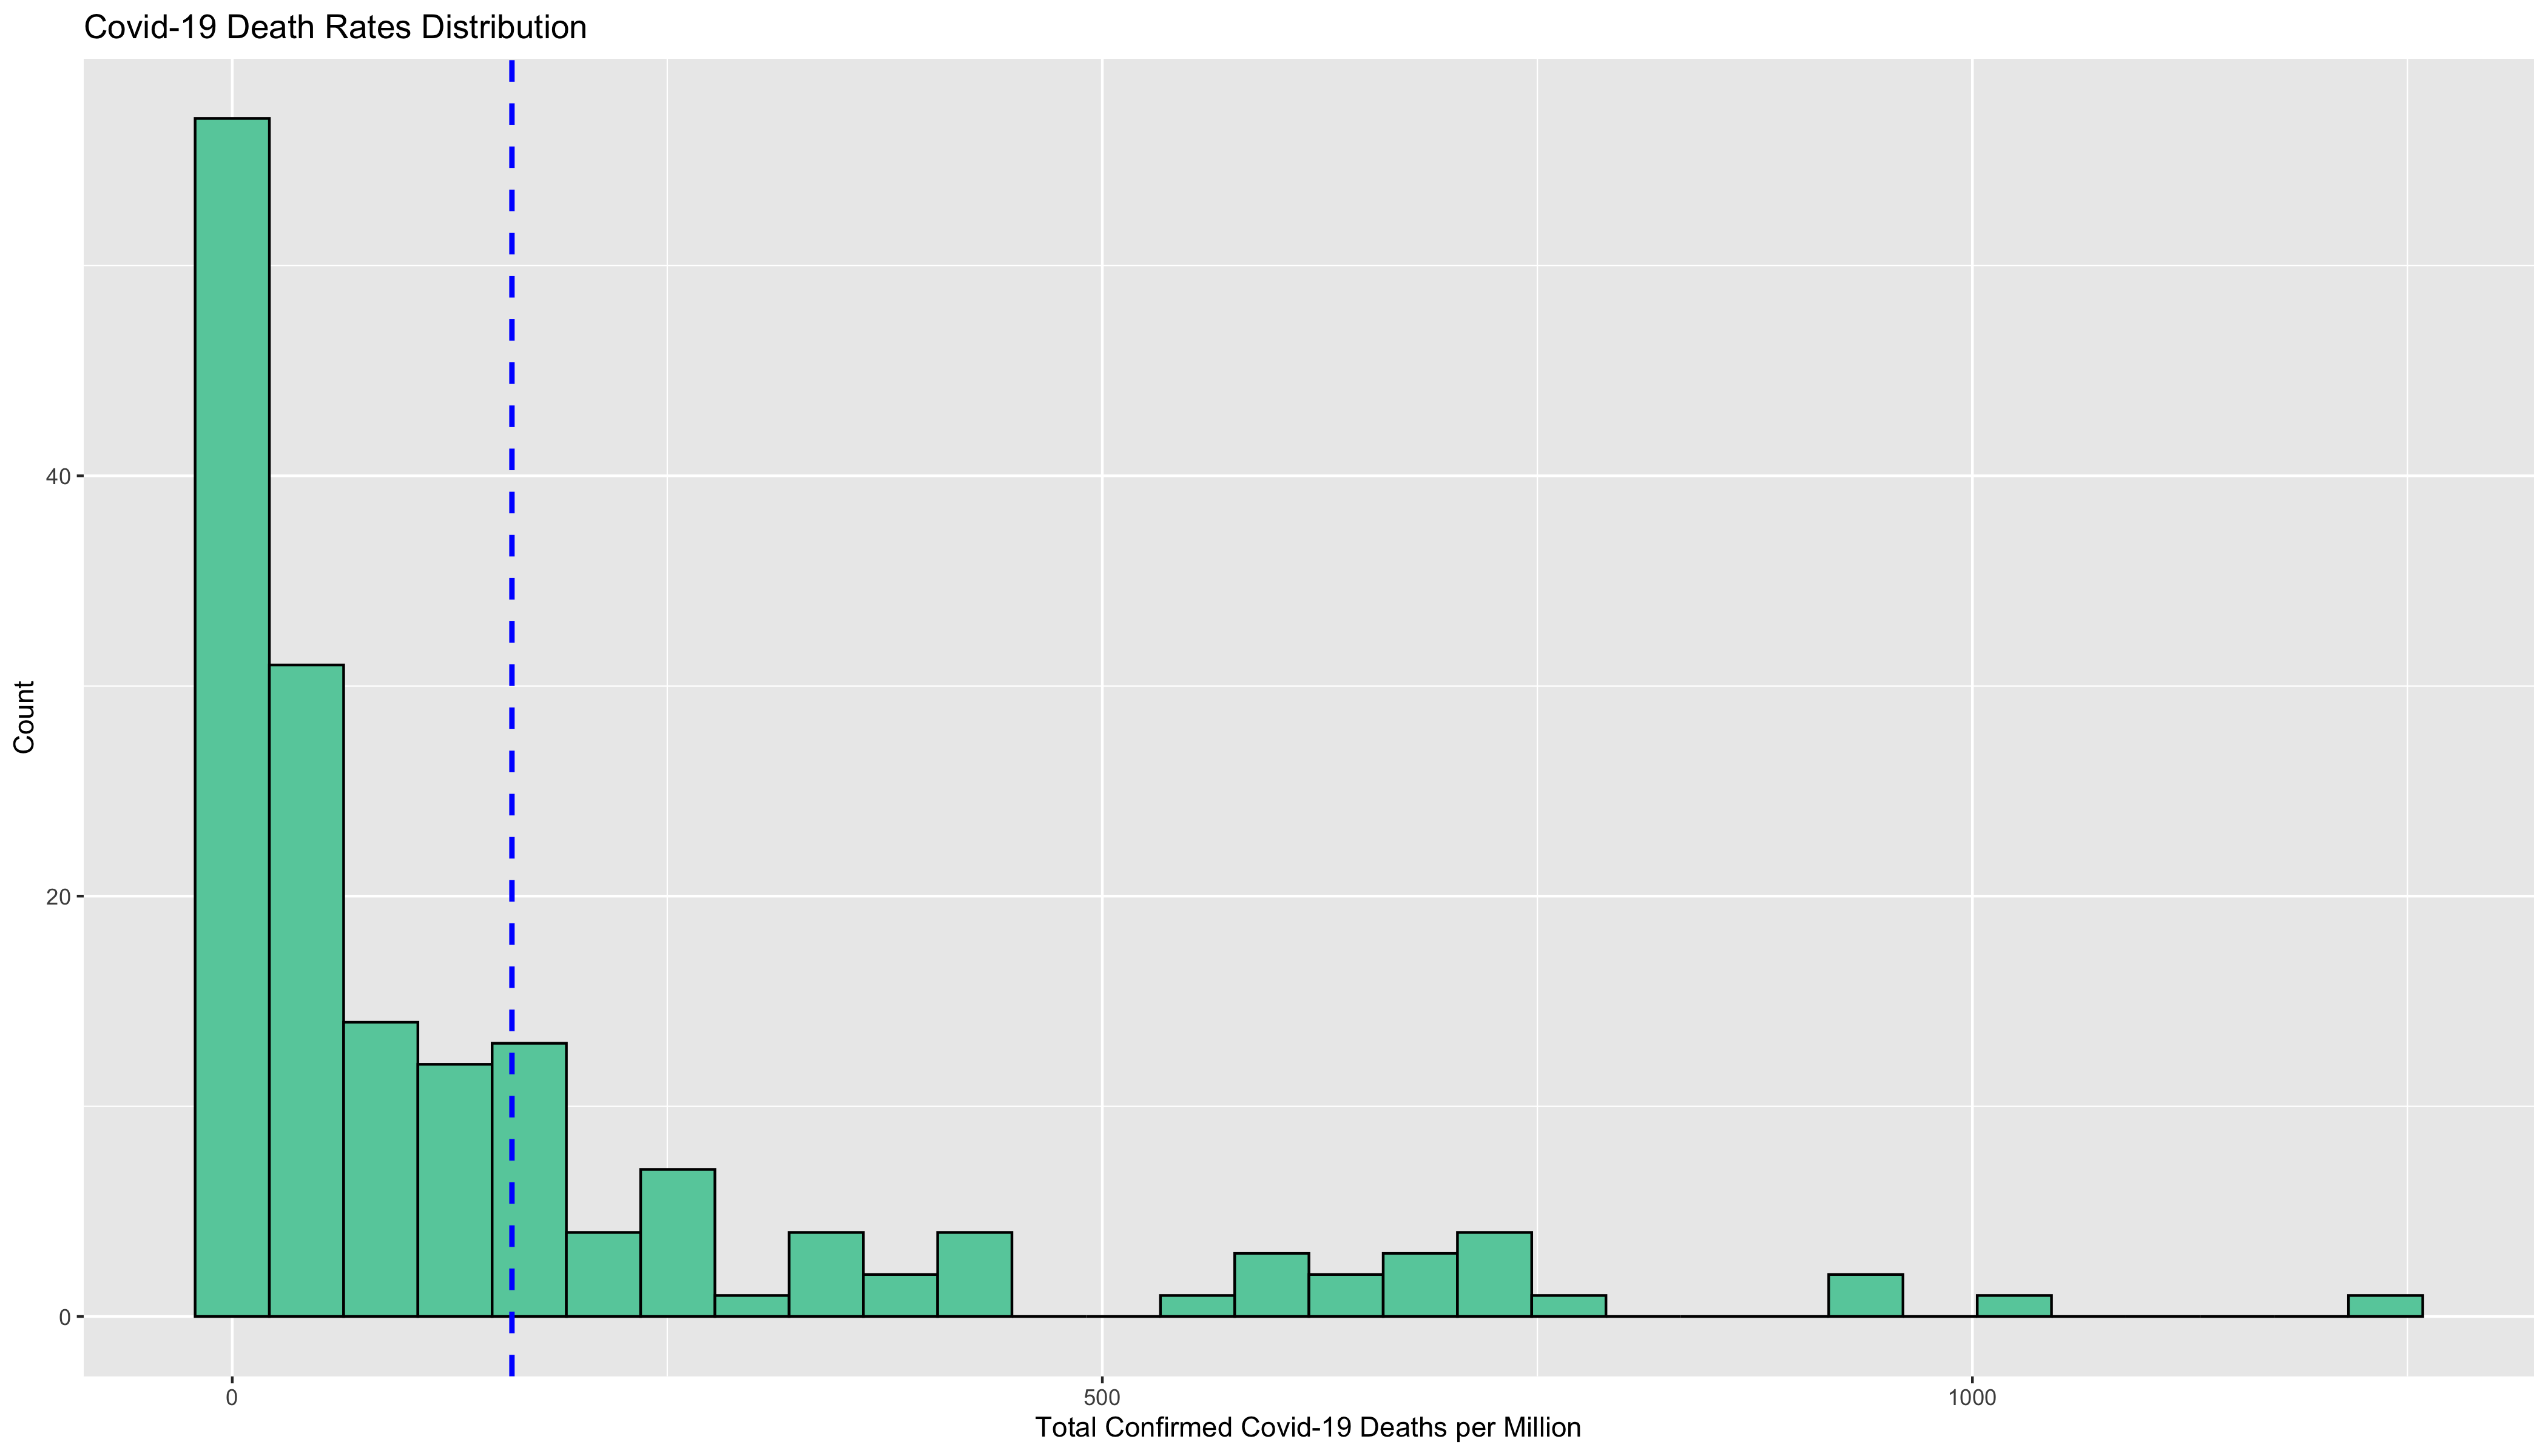 Covid-19 Death Rates Distribution
Count
40
20
0
0
500
1000
Total Confirmed Covid-19 Deaths per Million